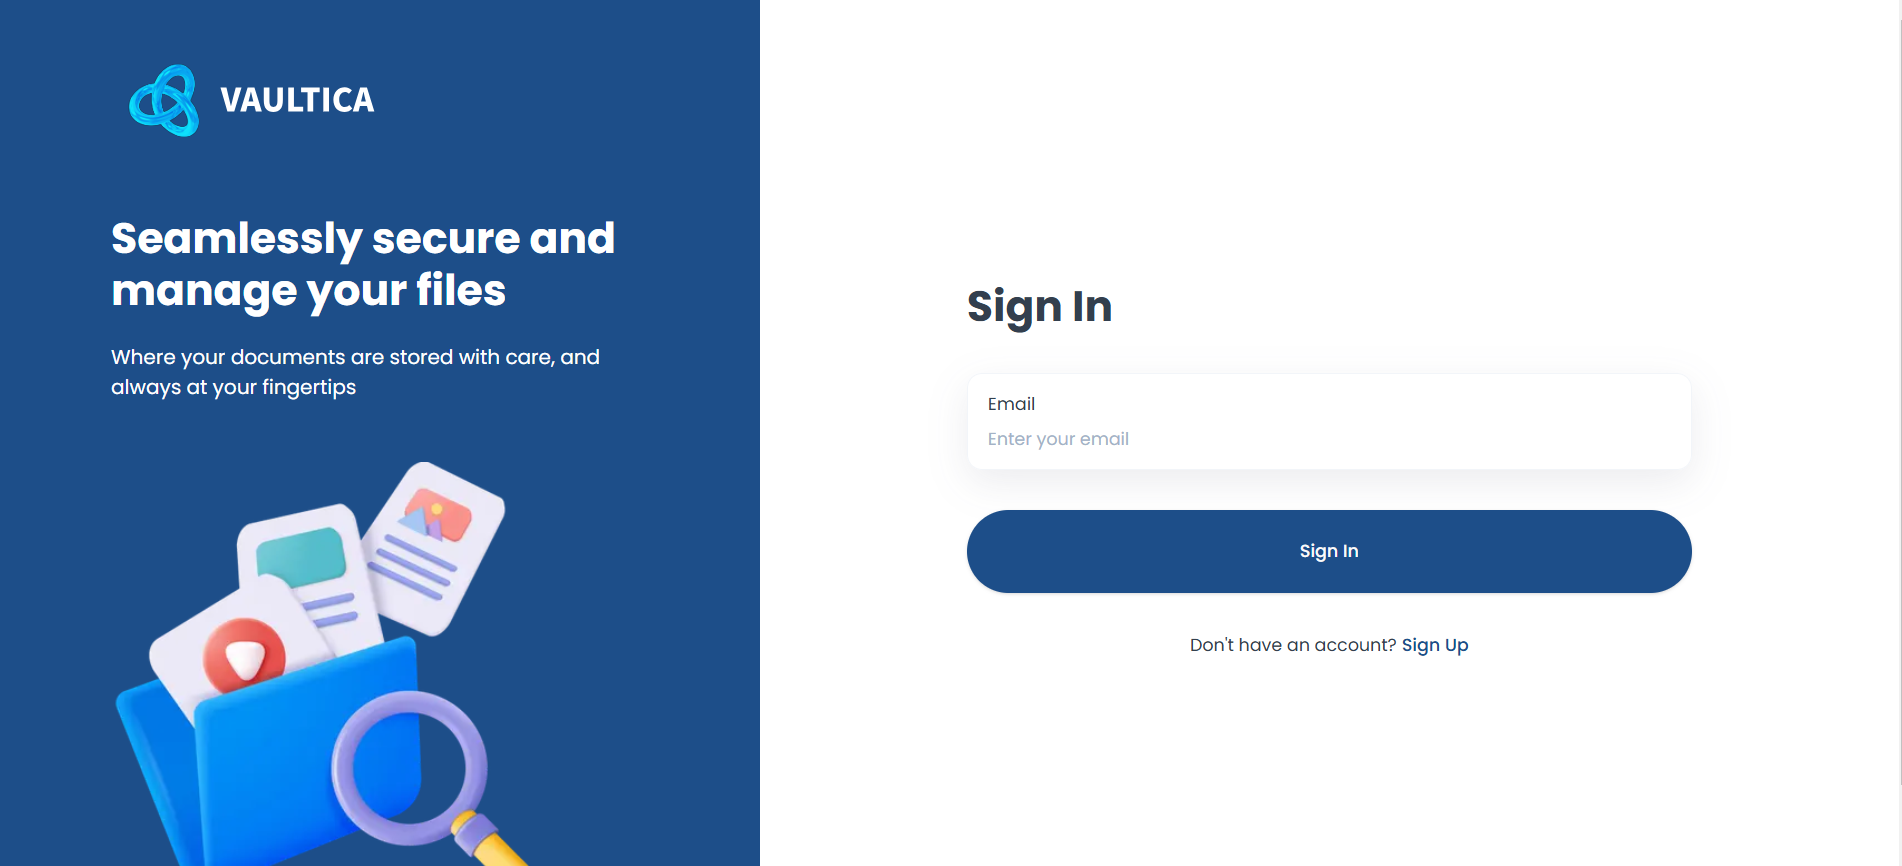 VAULTICA
Seamlessly secure and
manage your files
Where your documents are stored with care, and
always at your fingertips
Sign In
Email
Enter your email
Sign In
Don't have an account? Sign Up